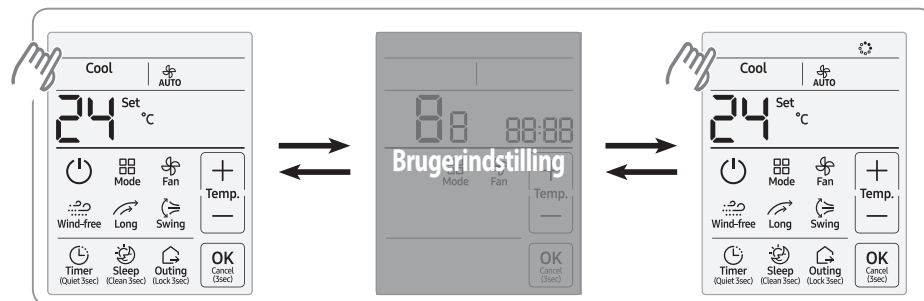 Cool
AUTO
24 Set °C
Mode
Fan
Temp.
Wind-free
Long
Swing
Timer
(Quiet 3sec)
Sleep
(Clean 3sec)
Outing
(Lock 3sec)
OK
Cancel
(3sec)
88 88:88
Brugerindstilling
Mode
Fan
Temp.
OK
Cancel
(3sec)
Cool
AUTO
24 Set °C
Mode
Fan
Temp.
Wind-free
Long
Swing
Timer
(Quiet 3sec)
Sleep
(Clean 3sec)
Outing
(Lock 3sec)
OK
Cancel
(3sec)